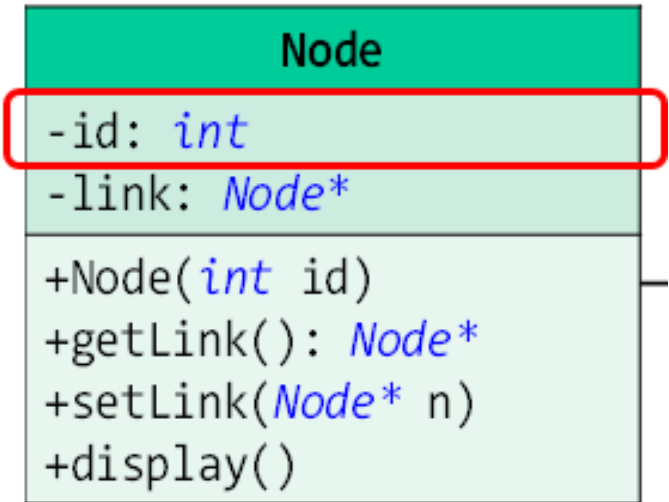 Node
-id: int
-link: Node*
+Node(int id)
+getLink(): Node*
+setLink(Node* n)
+display()